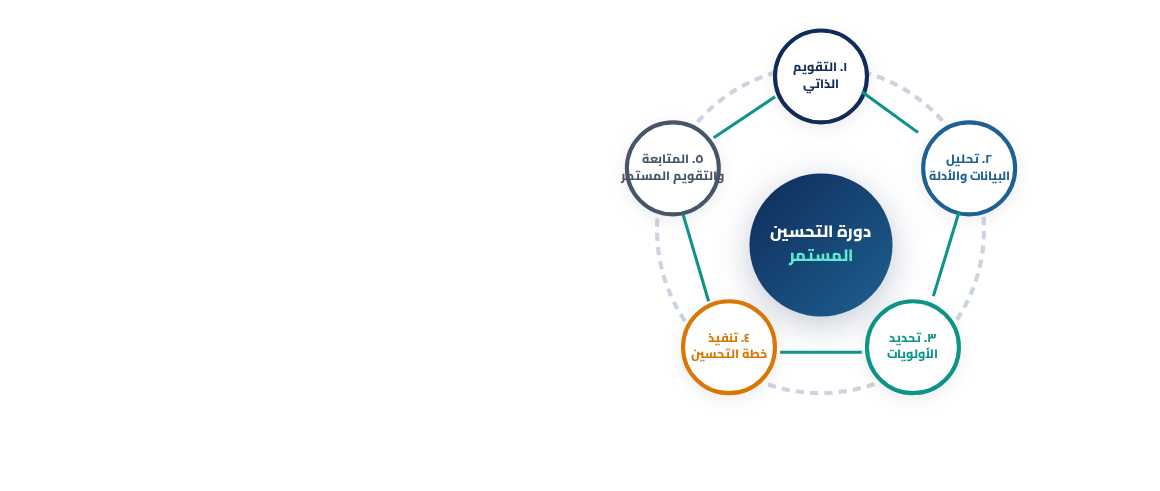 ١. التقويم
الذاتي
٢. تحليل
البيانات والأدلة
٣. تحديد
الأولويات
٤. تنفيذ
خطة التحسين
٥. المتابعة
والتقويم المستمر
دورة التحسين
المستمر